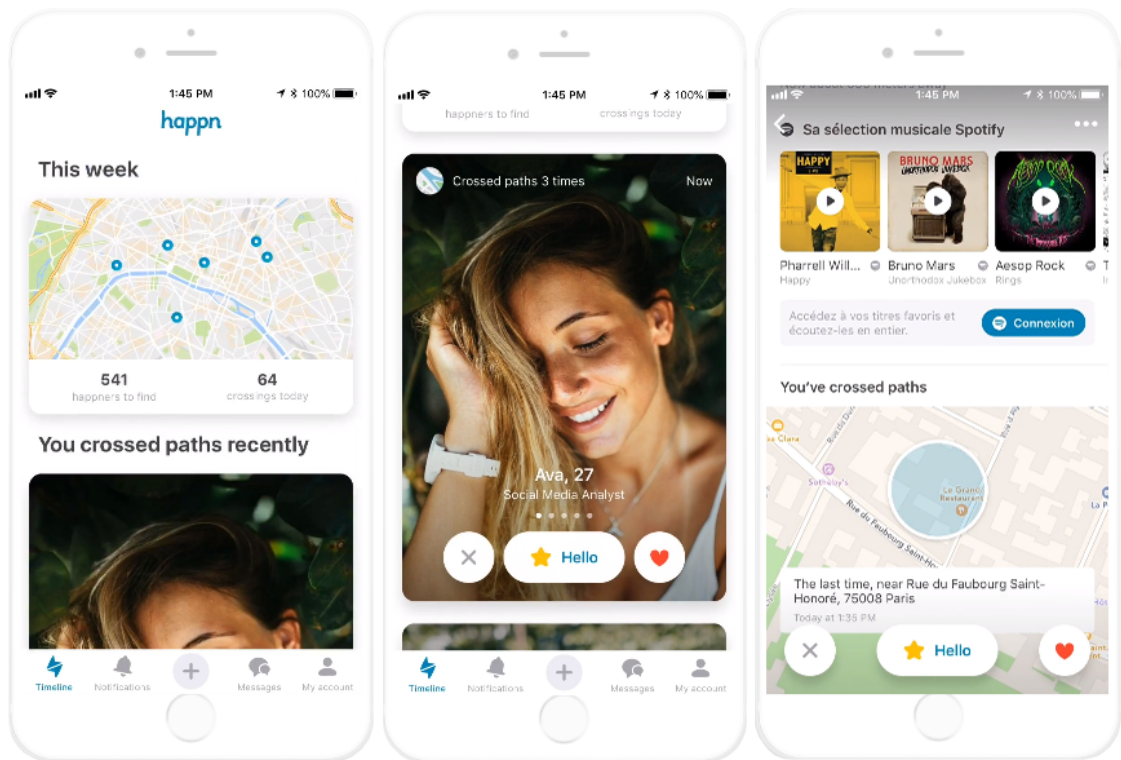 1:45 PM
100%
happn
This week
541
64
happners to find
crossings today
You crossed paths recently
Timeline
Notifications
Messages
My account
1:45 PM
100%
happners to find
crossings today
Crossed paths 3 times
Now
Ava, 27
Social Media Analyst
Hello
Timeline
Notifications
Messages
My account
1:45 PM
100%
Sa sélection musicale Spotify
HAPPY
BRUNO MARS
UNORTHODOX JUKEBOX
Pharrell Will...
Bruno Mars
Aesop Rock
Happy
Unorthodox Jukebox
Rings
Accédez à vos titres favoris et
écoutez-les en entier.
Connexion
You've crossed paths
Sotheby's
Le Grand
Restaurant
Rue du Faubourg Saint-Ho
The last time, near Rue du Faubourg Saint-
Honoré, 75008 Paris
Today at 1:35 PM
Hello